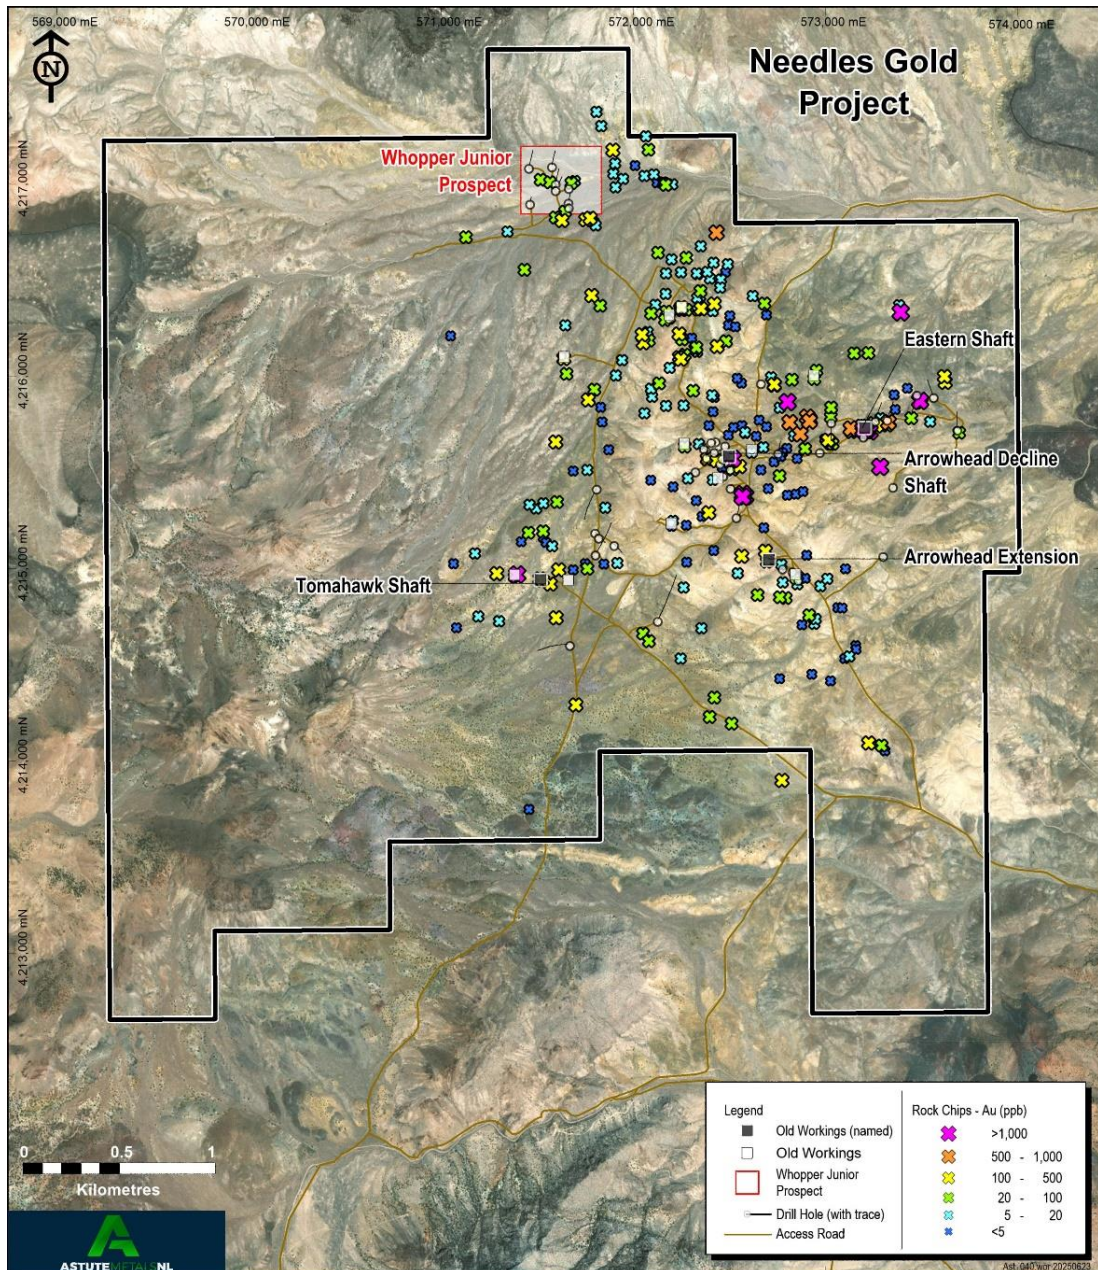 569,000 mE
570,000 mE
571,000 mE
572,000 mE
573,000 mE
574,000 mE
N
Needles Gold
Project
4,217,000 mN
4,216,000 mN
4,215,000 mN
4,214,000 mN
4,213,000 mN
Whopper Junior
Prospect
Eastern Shaft
Arrowhead Decline
Shaft
Arrowhead Extension
Tomahawk Shaft
0 0.5 1
Kilometres
ASTUTEMETALSNL
Legend
Old Workings (named)
Old Workings
Whopper Junior
Prospect
Drill Hole (with trace)
Access Road
Rock Chips - Au (ppb)
>1,000
500 - 1,000
100 - 500
20 - 100
5 - 20
<5
Ast. 040 wor 20250623